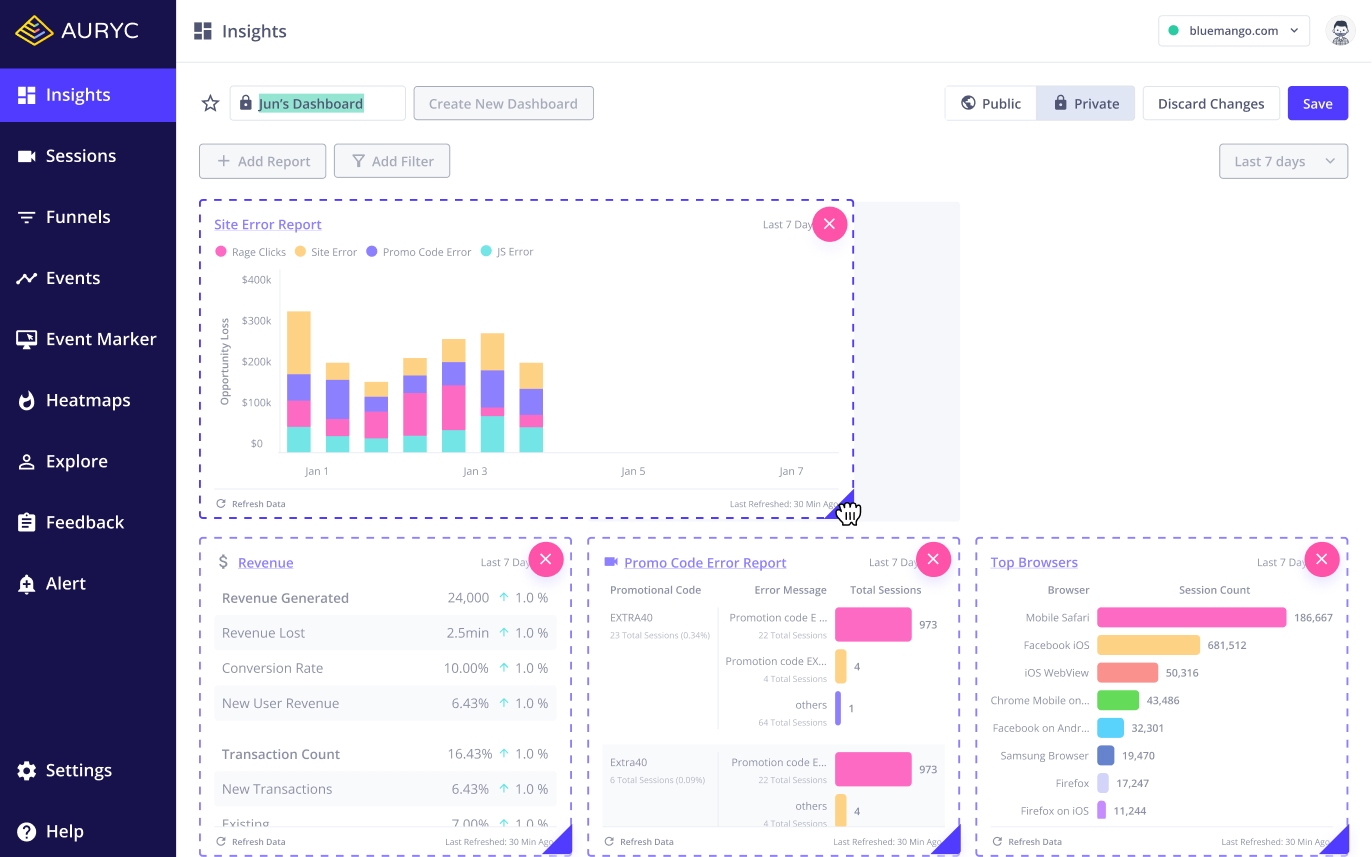 AURYC
Insights
bluemango.com
Insights
Sessions
Funnels
Events
Event Marker
Heatmaps
Explore
Feedback
Alert
Settings
Help
Jun's Dashboard
Create New Dashboard
Public
Private
Discard Changes
Save
Add Report
Add Filter
Last 7 days
Site Error Report
Last 7 Day
Rage Clicks
Site Error
Promo Code Error
JS Error
Opportunity Loss
$400k
$300k
$200k
$100k
$0
Jan 1
Jan 3
Jan 5
Jan 7
Refresh Data
Last Refreshed: 30 Min Ago
$ Revenue
Last 7 Day
Revenue Generated 24,000 ↑ 1.0 %
Revenue Lost 2.5min ↑ 1.0 %
Conversion Rate 10.00% ↑ 1.0 %
New User Revenue 6.43% ↑ 1.0 %
Transaction Count 16.43% ↑ 1.0 %
New Transactions 6.43% ↑ 1.0 %
Existing 7.00% ↑ 1.0 %
Refresh Data
Last Refreshed: 30 Min Ago
Promo Code Error Report
Last 7 Day
Promotional Code Error Message Total Sessions
EXTRA40 Promotion code E ... 973
23 Total Sessions (0.34%) 22 Total Sessions
Promotion code EX... 4
4 Total Sessions
others 1
64 Total Sessions
Extra40 Promotion code E... 973
6 Total Sessions (0.09%) 22 Total Sessions
others 4
4 Total Sessions
Refresh Data
Last Refreshed: 30 Min Ago
Top Browsers
Last 7 Day
Browser Session Count
Mobile Safari 186,667
Facebook iOS 681,512
iOS WebView 50,316
Chrome Mobile on... 43,486
Facebook on Andr... 32,301
Samsung Browser 19,470
Firefox 17,247
Firefox on iOS 11,244
Refresh Data
Last Refreshed: 30 Min Ago